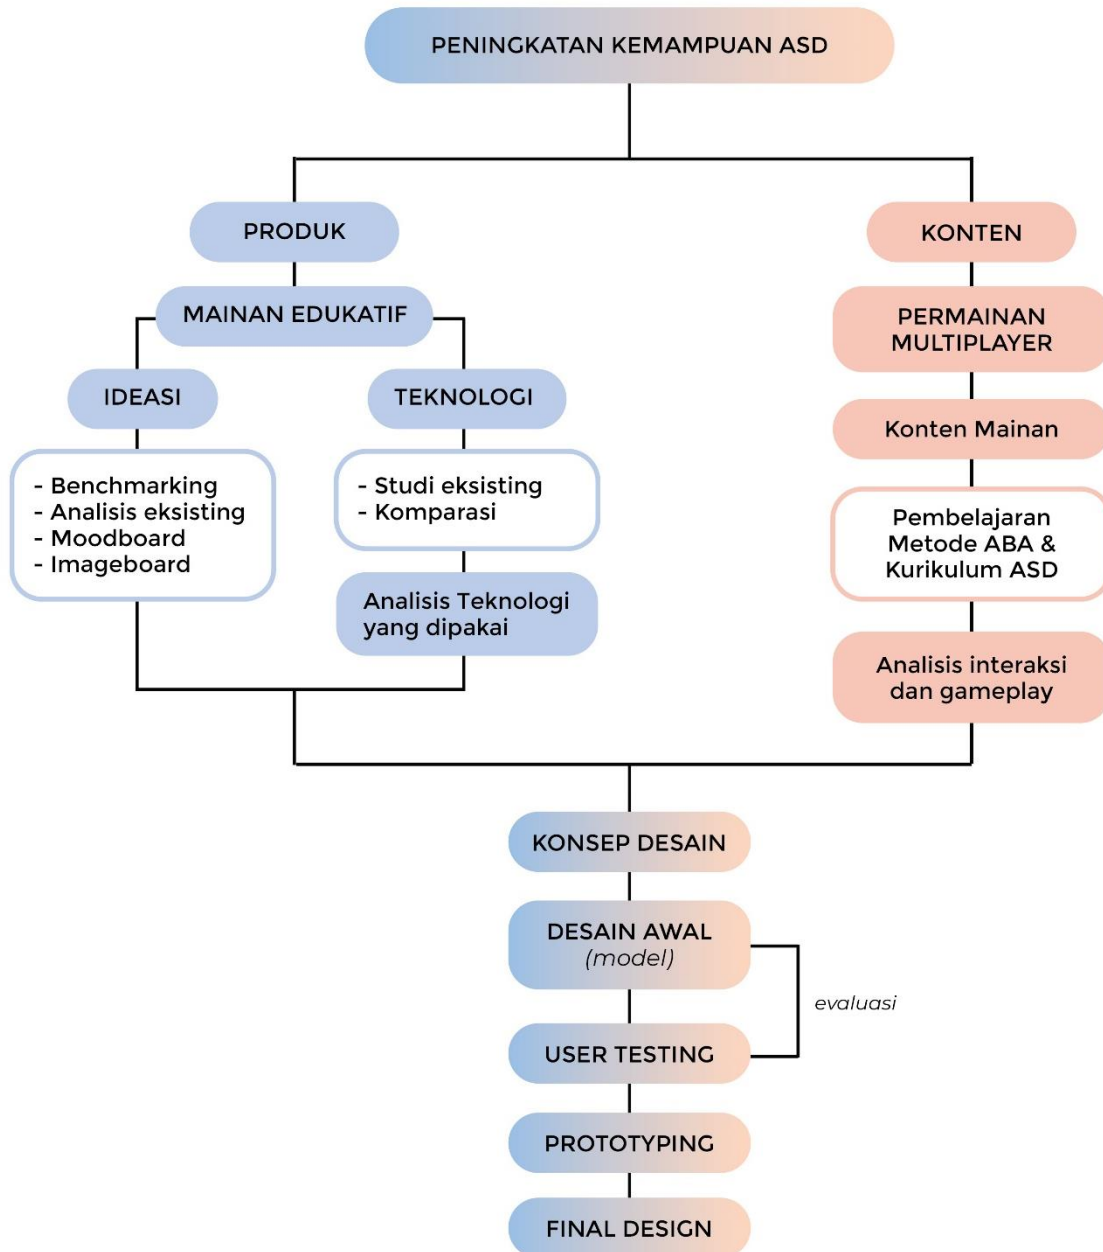 PENINGKATAN KEMAMPUAN ASD
PRODUK
MAINAN EDUKATIF
IDEASI
- Benchmarking
- Analisis eksisting
- Moodboard
- Imageboard
TEKNOLOGI
- Studi eksisting
- Komparasi
Analisis Teknologi
yang dipakai
KONTEN
PERMAINAN
MULTIPLAYER
Konten Mainan
Pembelajaran
Metode ABA &
Kurikulum ASD
Analisis interaksi
dan gameplay
KONSEP DESAIN
DESAIN AWAL
(model)
evaluasi
USER TESTING
PROTOTYPING
FINAL DESIGN